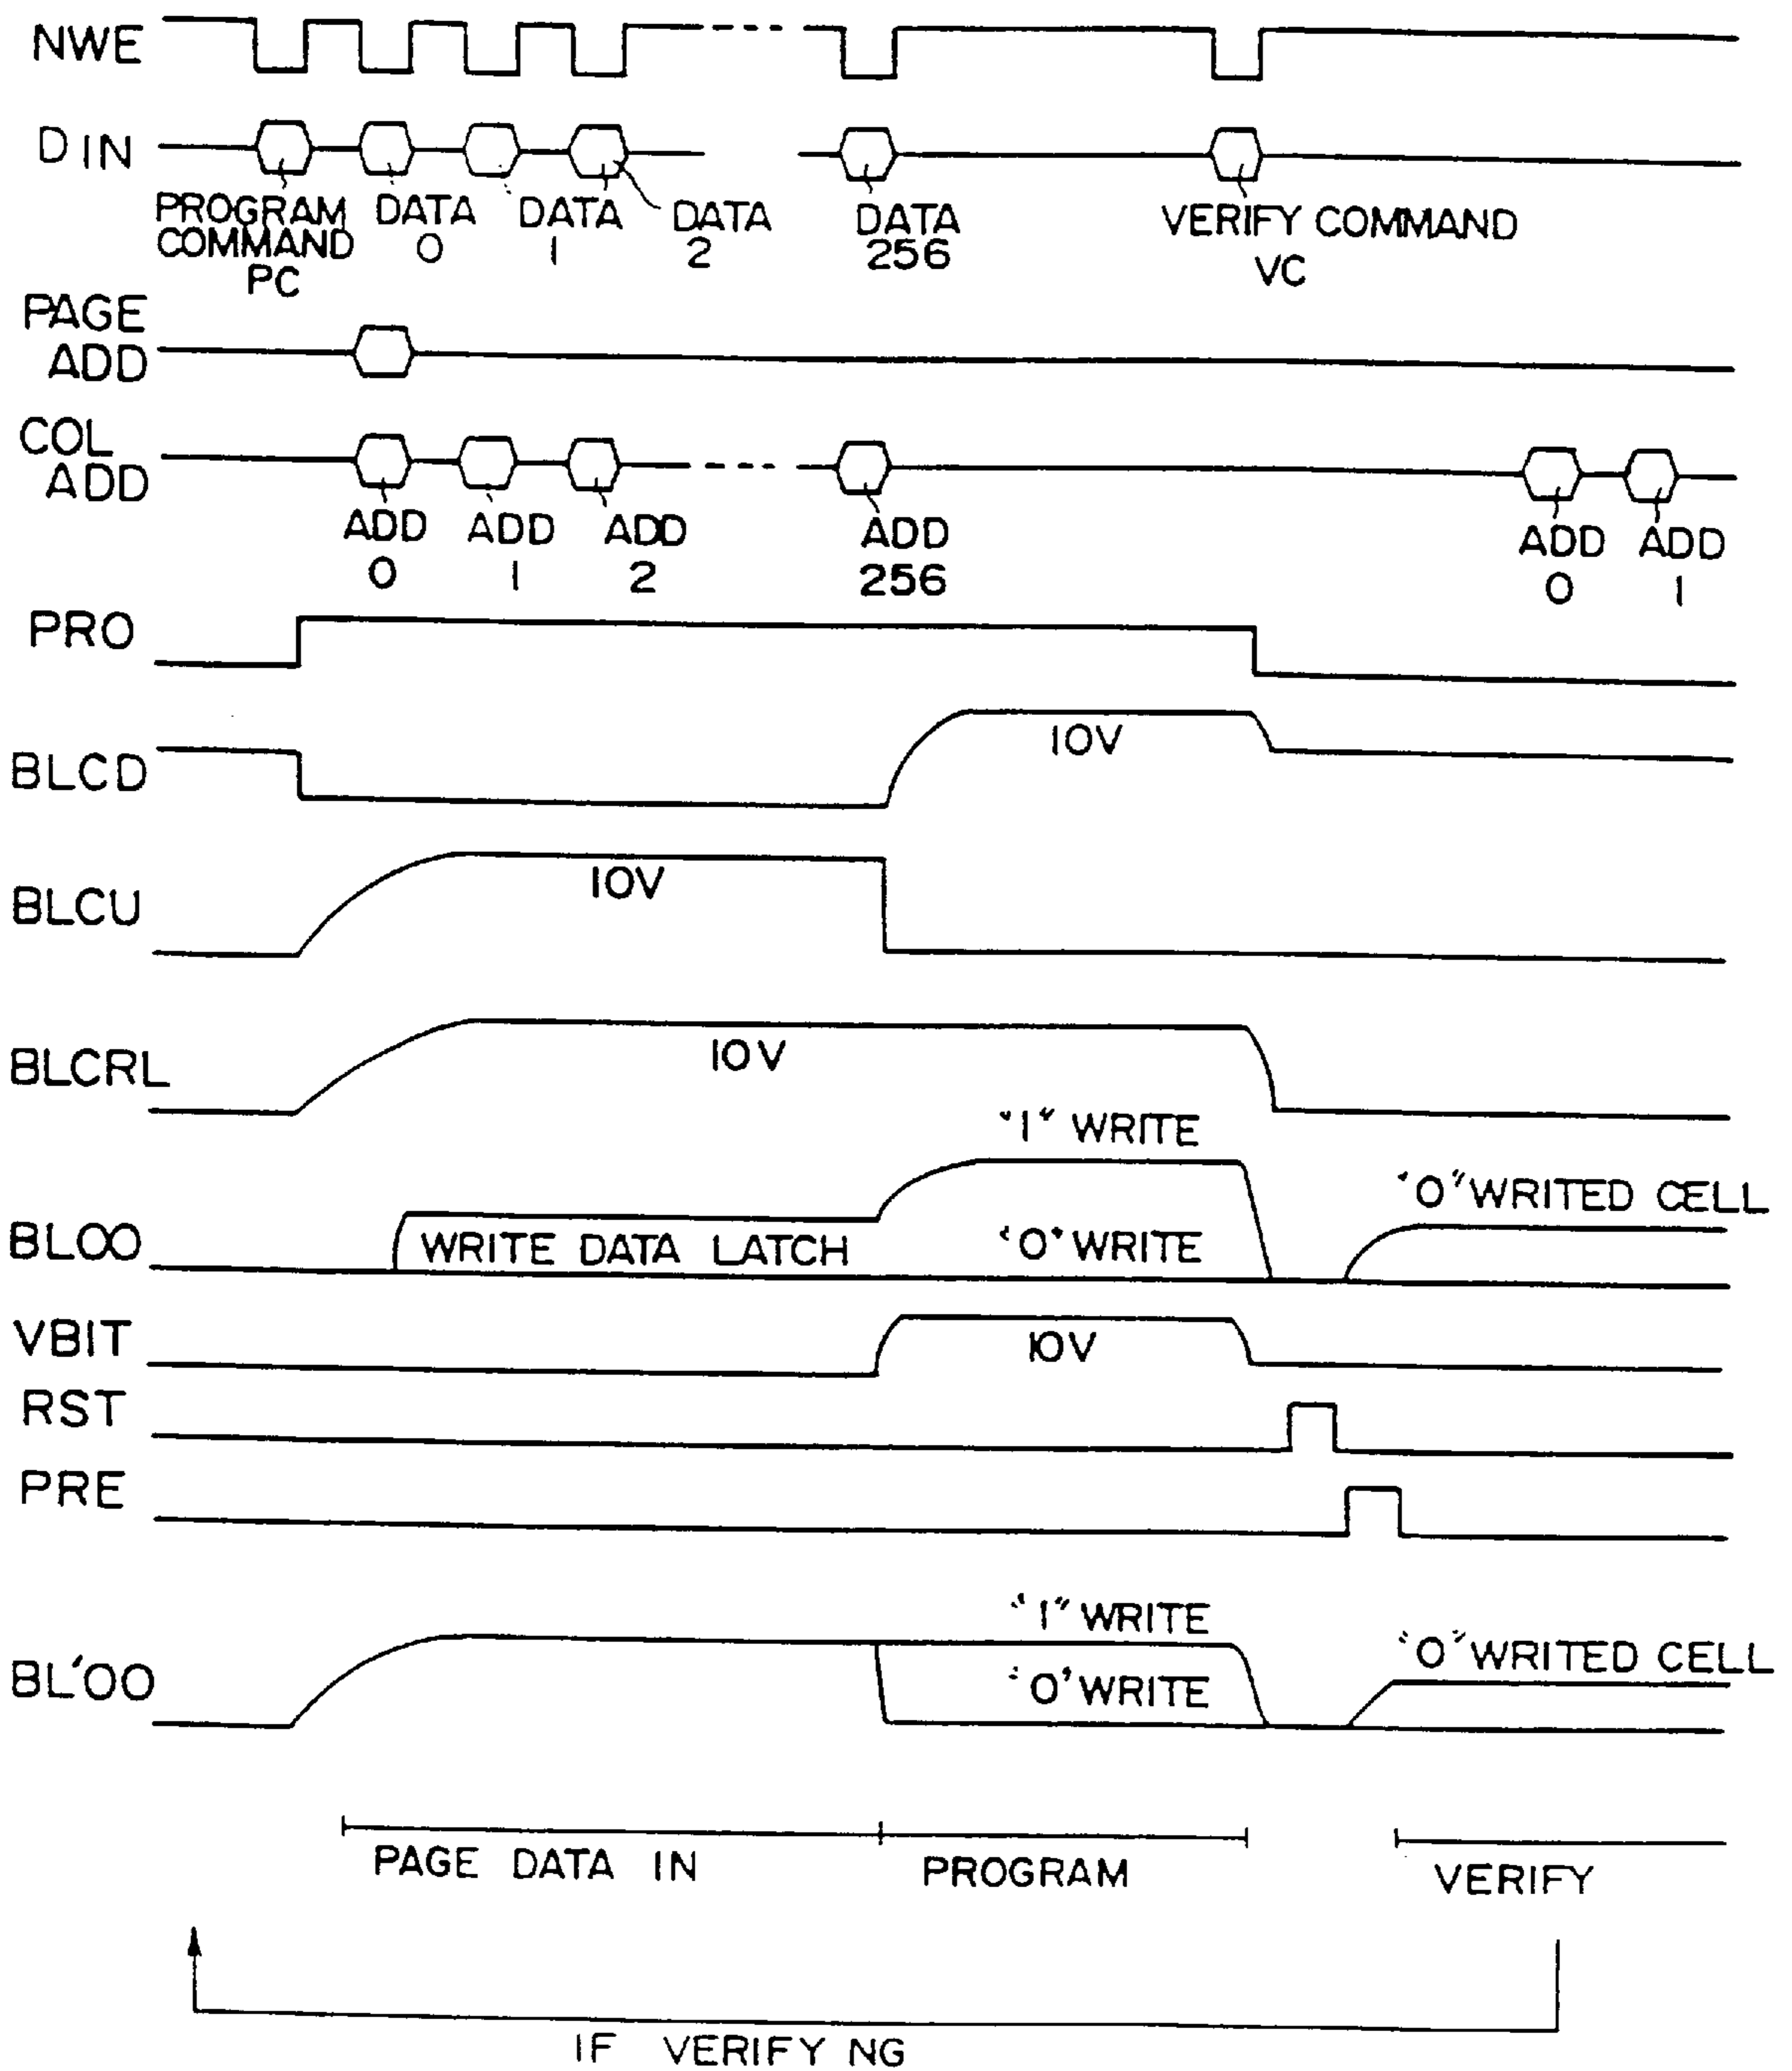 NWE
DIN
PROGRAM
COMMAND
PC
DATA
0
DATA
1
DATA
2
DATA
256
VERIFY COMMAND
VC
PAGE
ADD
COL
ADD
ADD
0
ADD
1
ADD
2
ADD
256
ADD
0
ADD
1
PRO
BLCD
10V
BLCU
10V
BLCRL
10V
BL00
WRITE DATA LATCH
"1" WRITE
"0" WRITE
"0" WRITED CELL
VBIT
10V
RST
PRE
BL'00
"1" WRITE
"0" WRITE
"0" WRITED CELL
PAGE DATA IN
PROGRAM
VERIFY
IF VERIFY NG